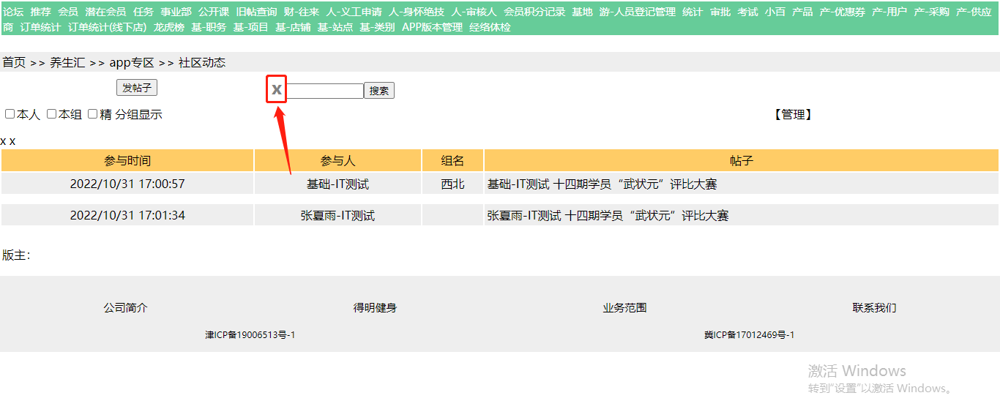 论坛 推荐 会员 潜在会员 任务 事业部 公开课 旧帖查询 财-往来 人-义工申请 人-身怀绝技 人-审核人 会员积分记录 基地 游-人员登记管理 统计 审批 考试 小百 产品 产-优惠券 产-用户 产-采购 产-供应
商 订单统计 订单统计(线下店) 龙虎榜 基-职务 基-项目 基-店铺 基-站点 基-类别 APP版本管理 经络体检
首页 >> 养生汇 >> app专区 >> 社区动态
发帖子 X 搜索
本人 本组 精 分组显示 【管理】
x x
参与时间 参与人 组名 帖子
2022/10/31 17:00:57 基础-IT测试 西北 基础-IT测试 十四期学员“武状元”评比大赛
2022/10/31 17:01:34 张夏雨-IT测试 张夏雨-IT测试 十四期学员“武状元”评比大赛
版主：
公司简介 得明健身 业务范围 联系我们
津ICP备19006513号-1 冀ICP备17012469号-1
激活 Windows
转到“设置”以激活 Windows。